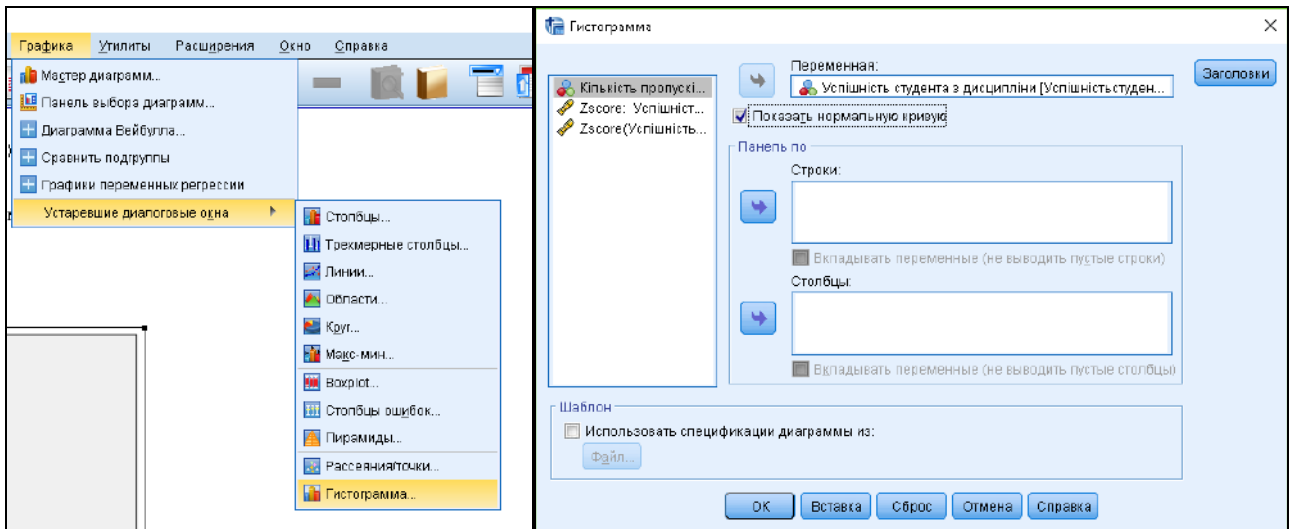 Графика Утилиты Расширения Окно Справка
Мастер диаграмм...
Панель выбора диаграмм...
Диаграмма Вейбулла...
Сравнить подгруппы
Графики переменных регрессии
Устаревшие диалоговые окна
Столбцы...
Трехмерные столбцы...
Линии...
Области...
Круг...
Макс-мин...
Boxplot...
Столбцы ошибок...
Пирамиды...
Рассеяния/точки...
Гистограмма...
Гистограмма
Кількість пропускі...
Zscore: Успішніст...
Zscore(Успішність...
Переменная:
Успішність студента з дисципліни [Успішністьстуден...
Заголовки
Показать нормальную кривую
Панель по
Строки:
Вкладывать переменные (не выводить пустые строки)
Столбцы:
Вкладывать переменные (не выводить пустые столбцы)
Шаблон
Использовать спецификации диаграммы из:
Файл...
ОК Вставка Сброс Отмена Справка